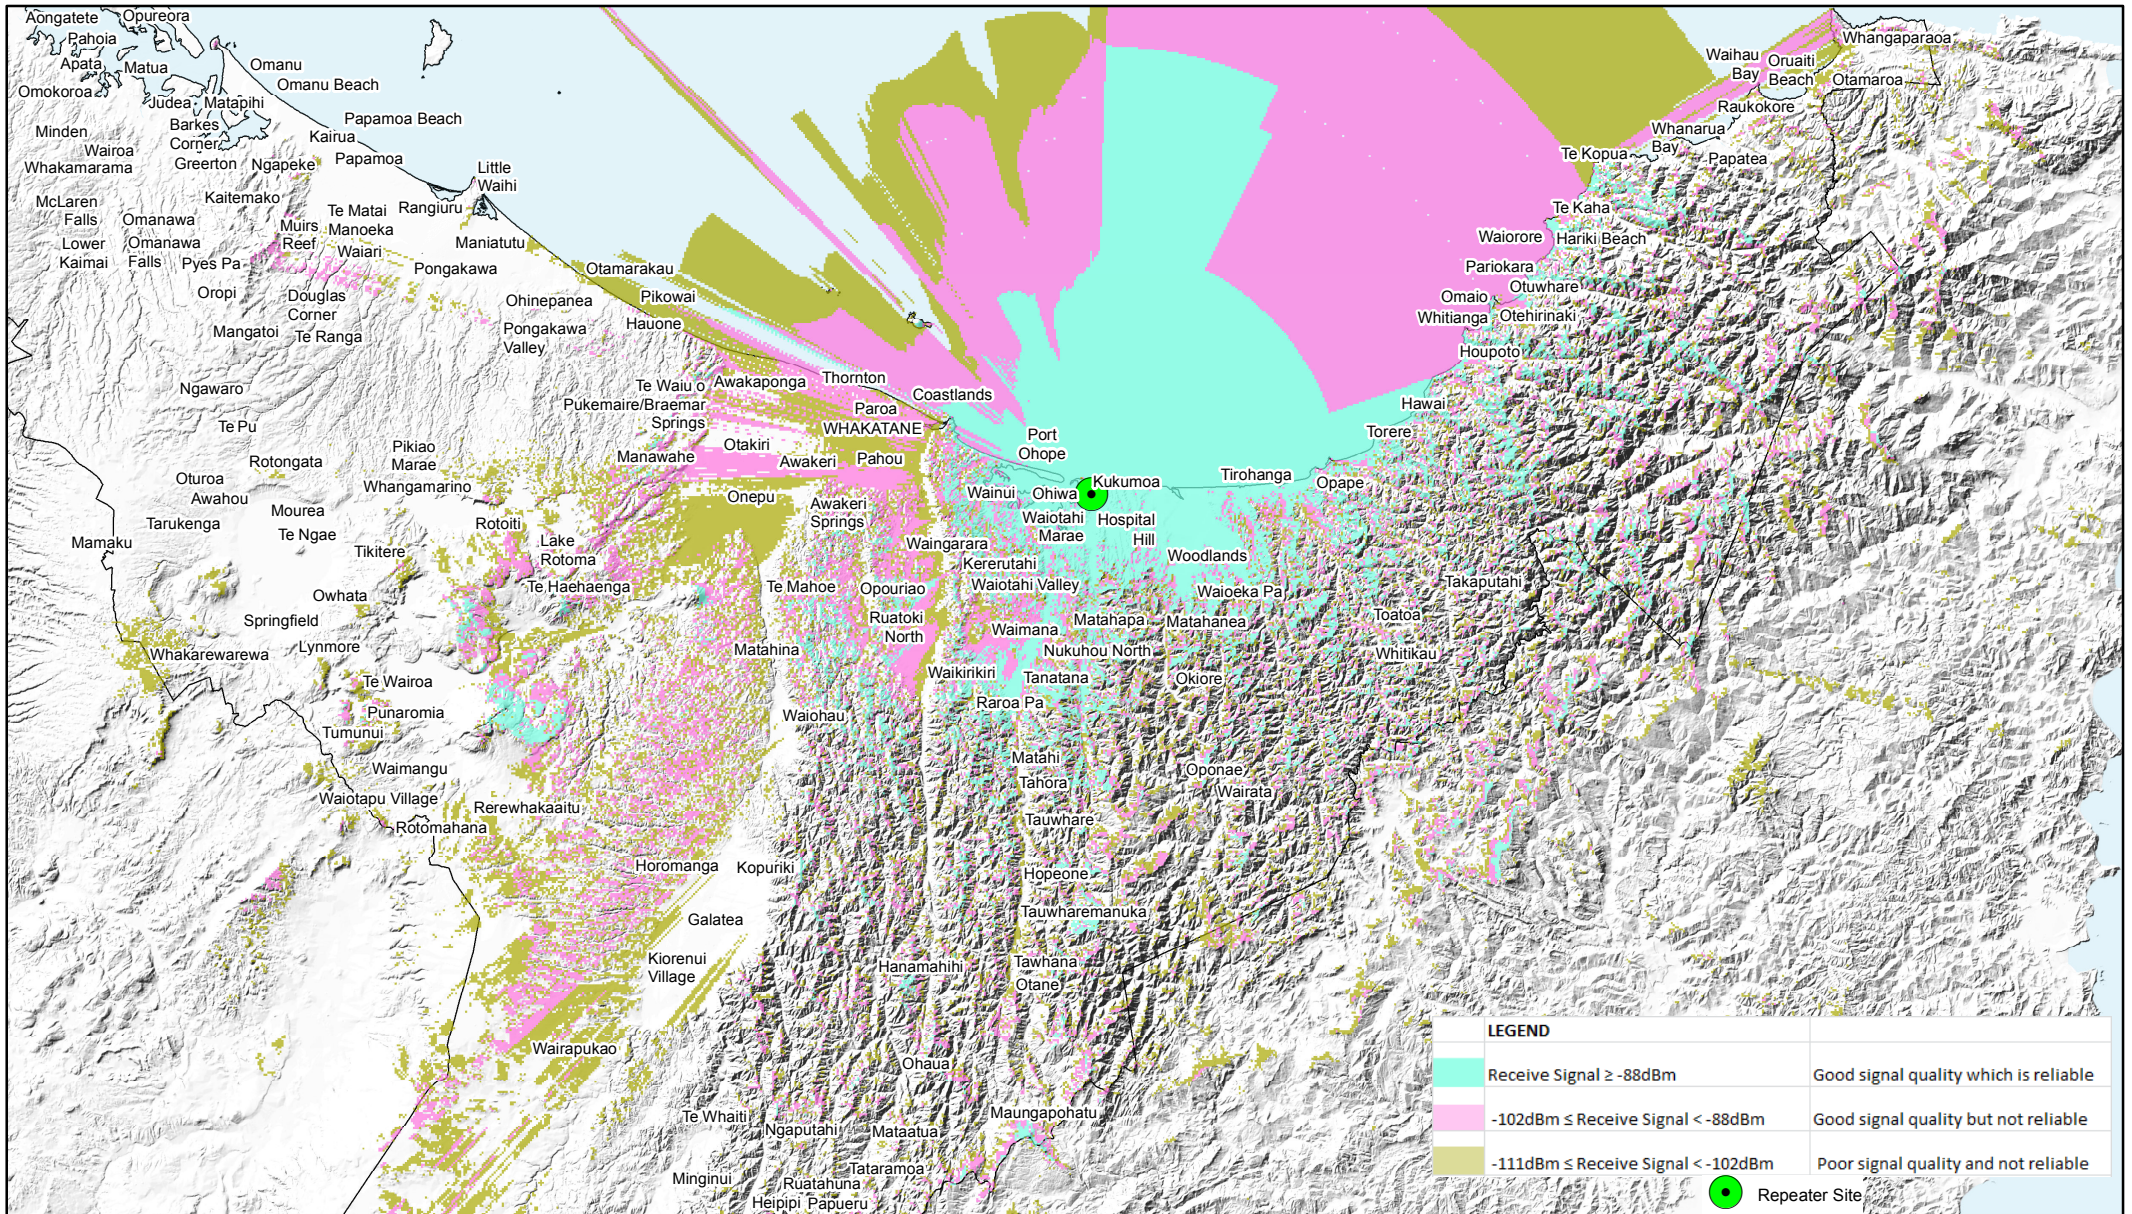 Aongatete
Opureora
Pahoia
Apata
Matua
Omokoroa
Omanu
Omanu Beach
Judea
Matapihi
Minden
Barkes
Corner
Papamoa Beach
Wairoa
Kairua
Whakamarama
Greerton
Ngapeke
Papamoa
Little
Waihi
McLaren
Falls
Kaitemako
Omanawa
Te Matai
Rangiuru
Manoeka
Muirs
Reef
Lower
Kaimai
Omanawa
Falls
Pyes Pa
Waiari
Maniatutu
Pongakawa
Oropi
Douglas
Corner
Otamarakau
Ohinepanea
Pikowai
Mangatoi
Te Ranga
Pongakawa
Valley
Hauone
Ngawaro
Te Waiu o
Pukemaire/Braemar
Springs
Awakaponga
Thornton
Coastlands
Te Pu
Paroa
WHAKATANE
Pikiao
Marae
Otakiri
Port
Ohope
Rotongata
Manawahe
Awakeri
Pahou
Oturoa
Whangamarino
Awahou
Onepu
Wainui
Ohiwa
Kukumoa
Tirohanga
Opape
Mourea
Tarukenga
Te Ngae
Rotoiti
Awakeri
Springs
Waiotahi
Marae
Hospital
Hill
Mamaku
Tikitere
Lake
Rotoma
Waingarara
Woodlands
Kererutahi
Owhata
Te Haehaenga
Te Mahoe
Opouriao
Waiotahi Valley
Waioeka Pa
Takaputahi
Springfield
Ruatoki
North
Waimana
Matahapa
Matahanea
Toatoa
Whakarewarewa
Lynmore
Matahina
Nukuhou North
Whitikau
Te Wairoa
Waikirikiri
Tanatana
Okiore
Punaromia
Waiohau
Raroa Pa
Tumunui
Waimangu
Matahi
Oponae
Tahora
Wairata
Waiotapu Village
Rerewhakaaitu
Rotomahana
Tauwhare
Horomanga
Kopuriki
Hopeone
Galatea
Tauwharemanuka
Kiorenui
Village
Hanamahihi
Tawhana
Otane
Wairapukao
Ohaua
Te Whaiti
Maungapohatu
Ngaputahi
Mataatua
Minginui
Tataramoa
Ruatahuna
Heipipi
Papueru
Whangaparaoa
Waihau
Bay
Oruaiti
Beach
Otamaroa
Raukokore
Whanarua
Bay
Te Kopua
Papatea
Te Kaha
Waiorore
Hariki Beach
Pariokara
Otuwhare
Omaio
Whitianga
Otehirinaki
Houpoto
Hawai
Torere
LEGEND
Receive Signal ≥ -88dBm Good signal quality which is reliable
-102dBm ≤ Receive Signal < -88dBm Good signal quality but not reliable
-111dBm ≤ Receive Signal < -102dBm Poor signal quality and not reliable
Repeater Site